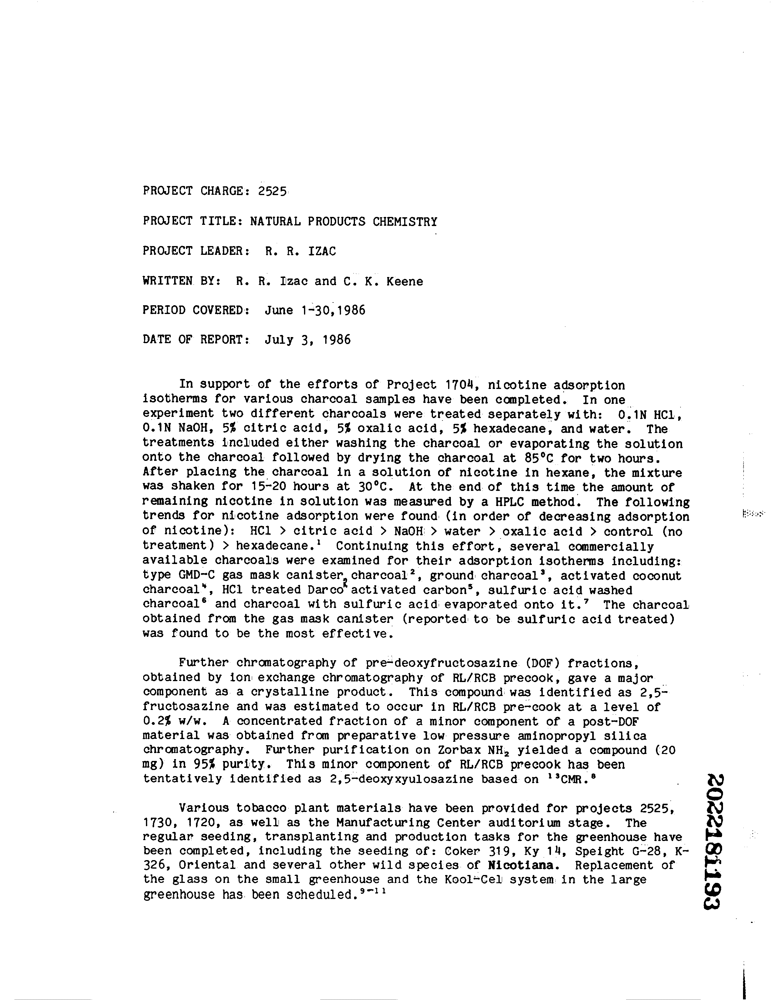 PROJECT CHARGE: 2525
PROJECT TITLE: NATURAL PRODUCTS CHEMISTRY
PROJECT LEADER: R. R. IZAC
WRITTEN BY: R. R. Izac and C. K. Keene
PERIOD COVERED: June 1-30,1986
DATE OF REPORT: July 3, 1986
In support of the efforts of Project 1704, nicotine adsorption
isotherms for various charcoal samples have been completed. In one
experiment two different charcoals were treated separately with: 0.1N HCl,
0.1N NaOH, 5% citric acid, 5% oxalic acid, 5% hexadecane, and water. The
treatments included either washing the charcoal or evaporating the solution
onto the charcoal followed by drying the charcoal at 85°C for two hours.
After placing the charcoal in a solution of nicotine in hexane, the mixture
was shaken for 15-20 hours at 30°C. At the end of this time the amount of
remaining nicotine in solution was measured by a HPLC method. The following
trends for nicotine adsorption were found (in order of decreasing adsorption
of nicotine): HCl > citric acid > NaOH > water > oxalic acid > control (no
treatment) > hexadecane.¹ Continuing this effort, several commercially
available charcoals were examined for their adsorption isotherms including:
type GMD-C gas mask canister charcoal², ground charcoal³, activated coconut
charcoal⁴, HCl treated Darco® activated carbon⁵, sulfuric acid washed
charcoal⁶ and charcoal with sulfuric acid evaporated onto it.⁷ The charcoal
obtained from the gas mask canister (reported to be sulfuric acid treated)
was found to be the most effective.
Further chromatography of pre-deoxyfructosazine (DOF) fractions,
obtained by ion exchange chromatography of RL/RCB precook, gave a major
component as a crystalline product. This compound was identified as 2,5-
fructosazine and was estimated to occur in RL/RCB pre-cook at a level of
0.2% w/w. A concentrated fraction of a minor component of a post-DOF
material was obtained from preparative low pressure aminopropyl silica
chromatography. Further purification on Zorbax NH₂ yielded a compound (20
mg) in 95% purity. This minor component of RL/RCB precook has been
tentatively identified as 2,5-deoxyxyulosazine based on ¹³CMR.⁸
Various tobacco plant materials have been provided for projects 2525,
1730, 1720, as well as the Manufacturing Center auditorium stage. The
regular seeding, transplanting and production tasks for the greenhouse have
been completed, including the seeding of: Coker 319, Ky 14, Speight G-28, K-
326, Oriental and several other wild species of Nicotiana. Replacement of
the glass on the small greenhouse and the Kool-Cel system in the large
greenhouse has been scheduled.⁹⁻¹¹
2022181193